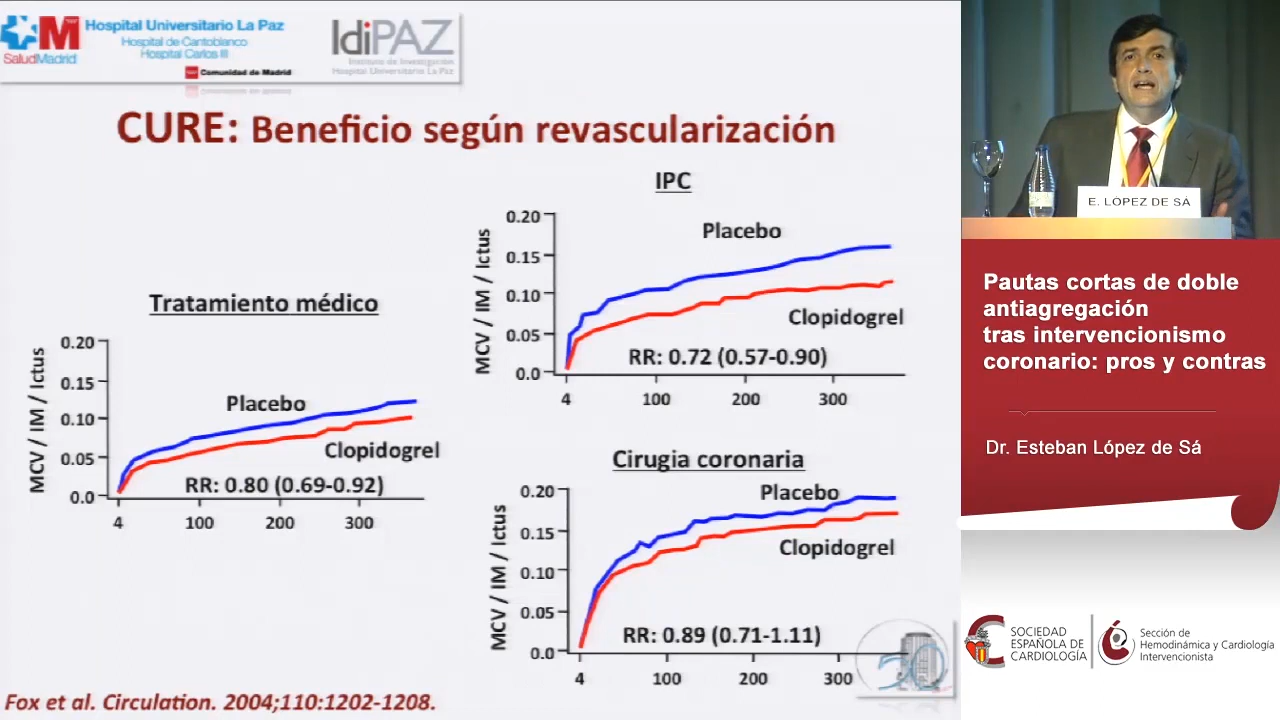 SaludMadrid
Hospital Universitario La Paz
Hospital de Cantoblanco
Hospital Carlos III
Comunidad de Madrid
IdiPAZ
Instituto de Investigación
Hospital Universitario La Paz
CURE: Beneficio según revascularización
Tratamiento médico
MCV / IM / Ictus
0.20
0.15
0.10
0.05
0.0
Placebo
Clopidogrel
RR: 0.80 (0.69-0.92)
4 100 200 300
IPC
MCV / IM / Ictus
0.20
0.15
0.10
0.05
0.0
Placebo
Clopidogrel
RR: 0.72 (0.57-0.90)
4 100 200 300
Cirugia coronaria
MCV / IM / Ictus
0.20
0.15
0.10
0.05
0.0
Placebo
Clopidogrel
RR: 0.89 (0.71-1.11)
4 100 200 300
Fox et al. Circulation. 2004;110:1202-1208.
E. LÓPEZ DE SÁ
Pautas cortas de doble
antiagregación
tras intervencionismo
coronario: pros y contras
Dr. Esteban López de Sá
SOCIEDAD
ESPAÑOLA DE
CARDIOLOGÍA
Sección de
Hemodinámica y Cardiología
Intervencionista